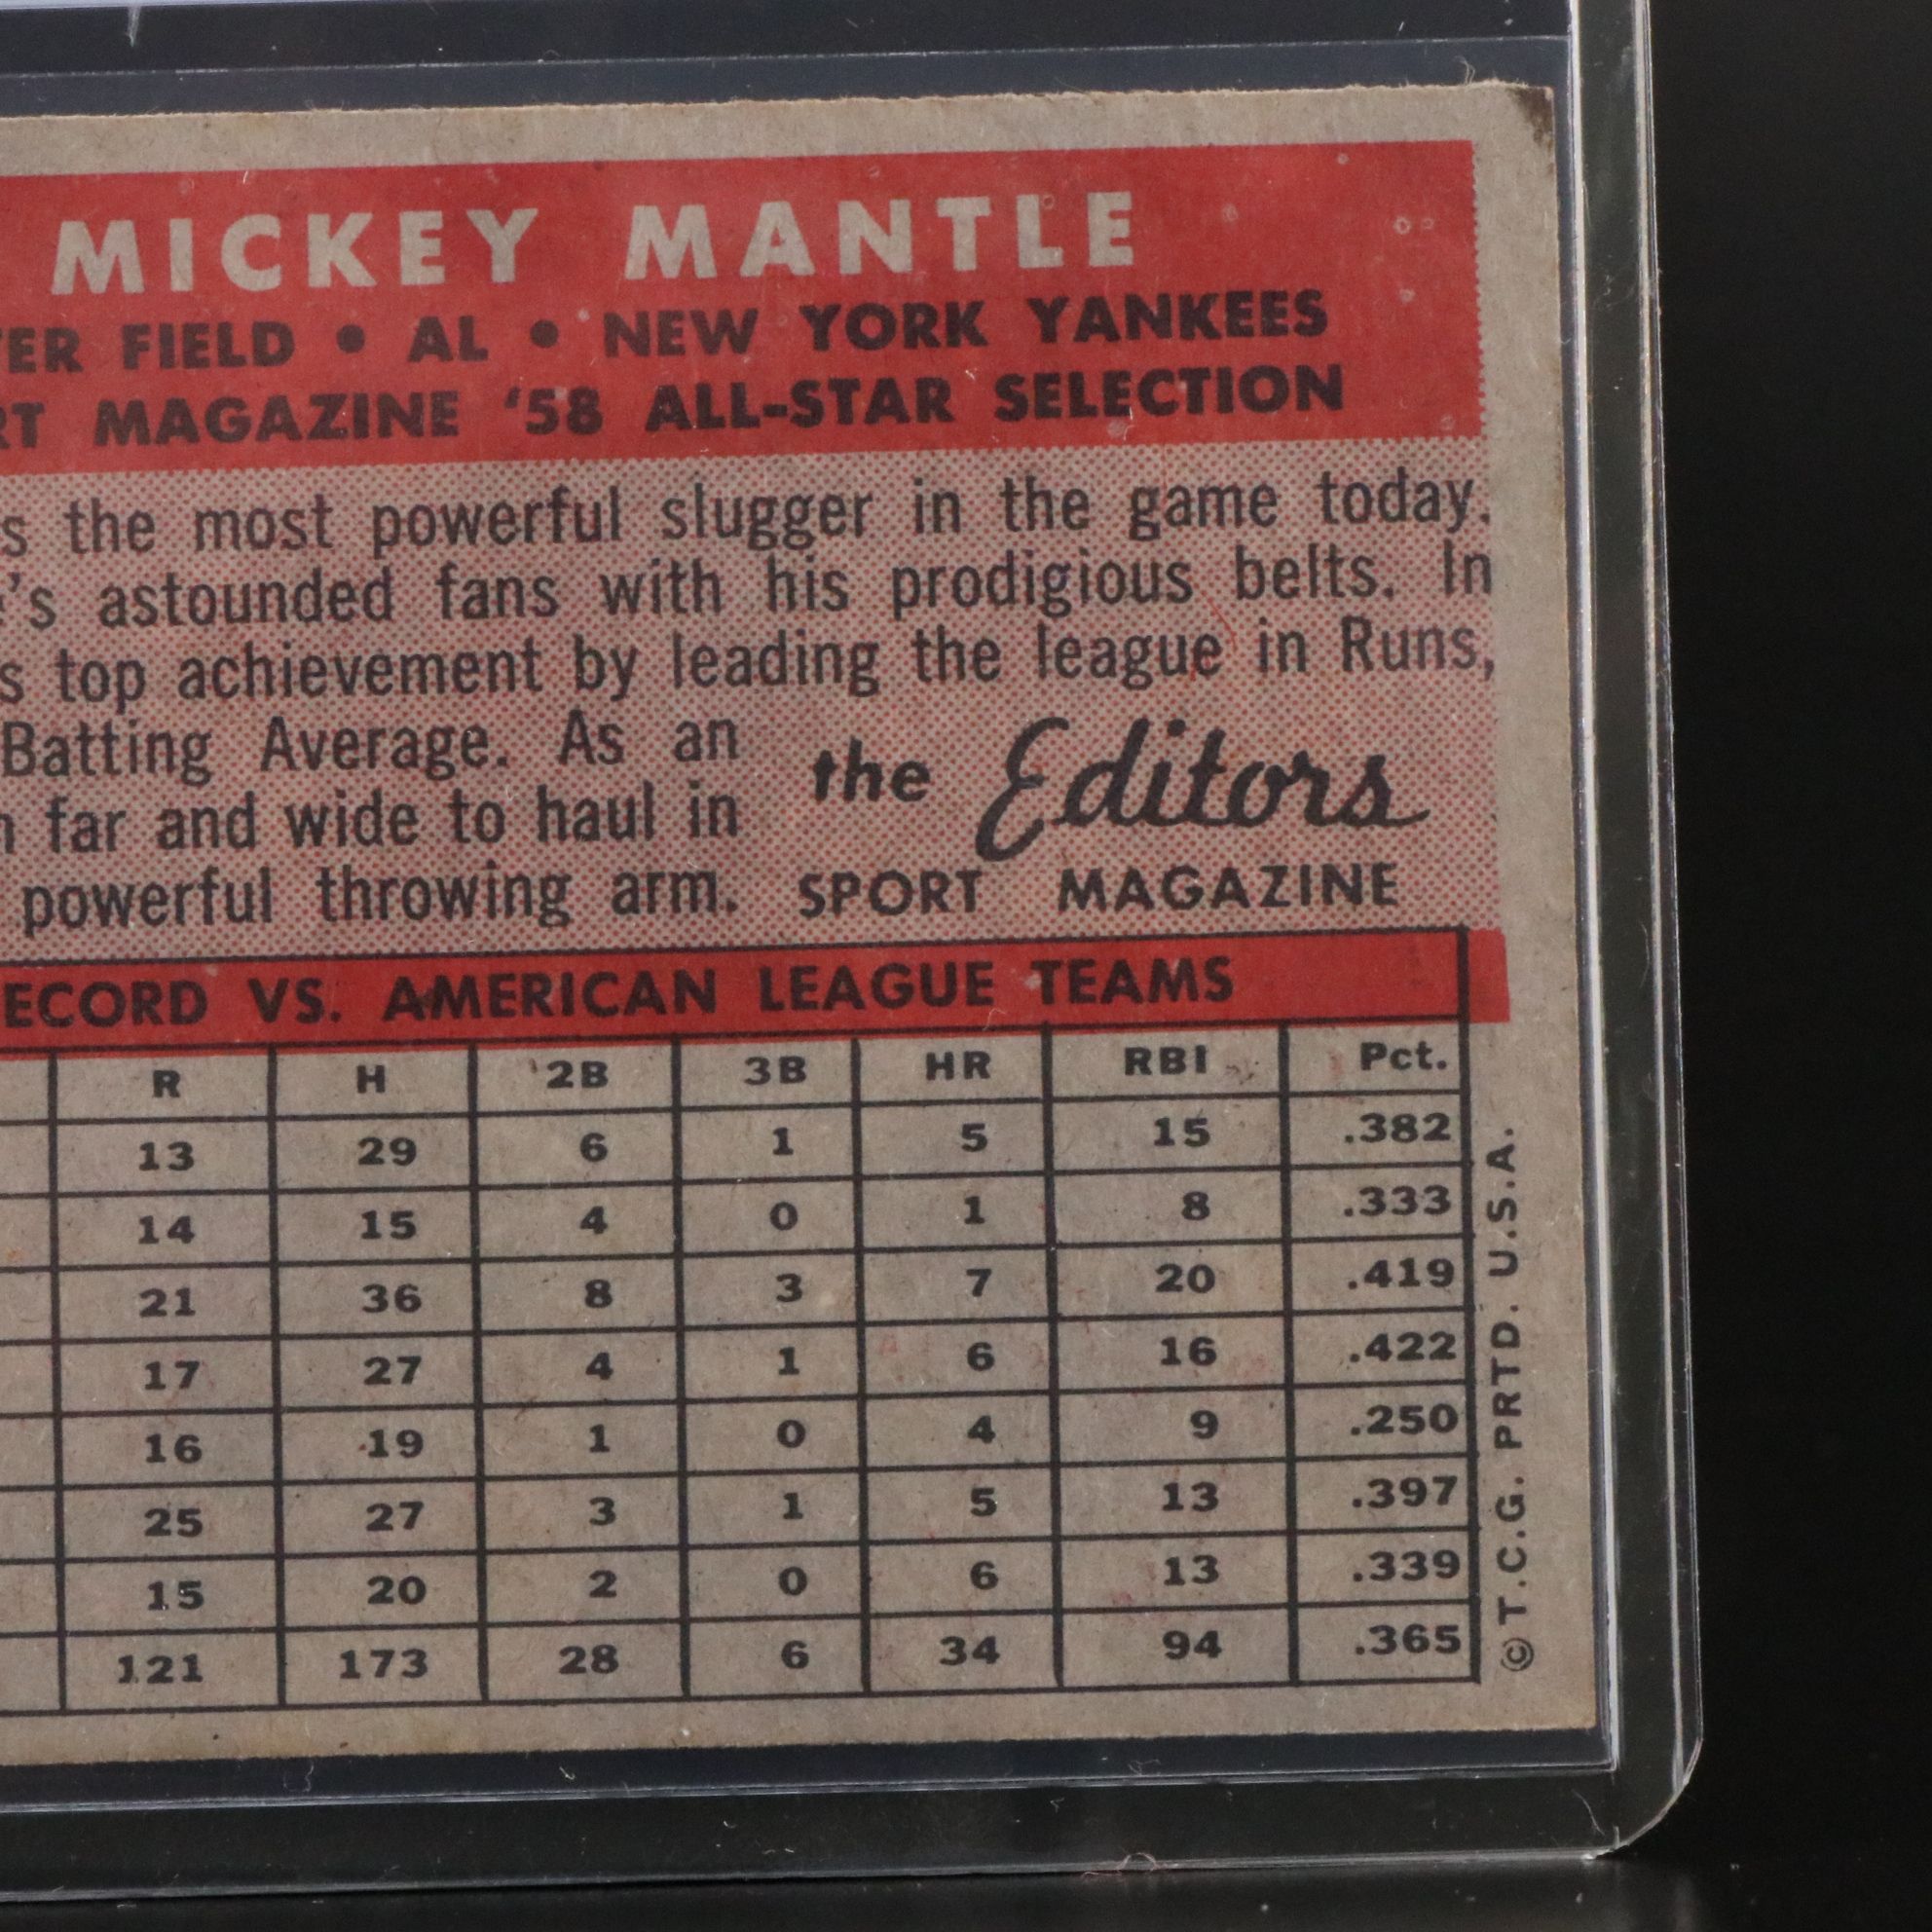 MICKEY MANTLE
FIELD • AL • NEW YORK YANKEES
MAGAZINE '58 ALL-STAR SELECTION
the most powerful slugger in the game today.
astounded fans with his prodigious belts. In
top achievement by leading the league in Runs,
Batting Average. As an
far and wide to haul in
powerful throwing arm.
the Editors
SPORT MAGAZINE
VS. AMERICAN LEAGUE TEAMS
R H 2B 3B HR RBI Pct.
13 29 6 1 5 15 .382
14 15 4 0 1 8 .333
21 36 8 3 7 20 .419
17 27 4 1 6 16 .422
16 19 1 0 4 9 .250
25 27 3 1 5 13 .397
15 20 2 0 6 13 .339
121 173 28 6 34 94 .365
© T.C.G. PRTD. U.S.A.